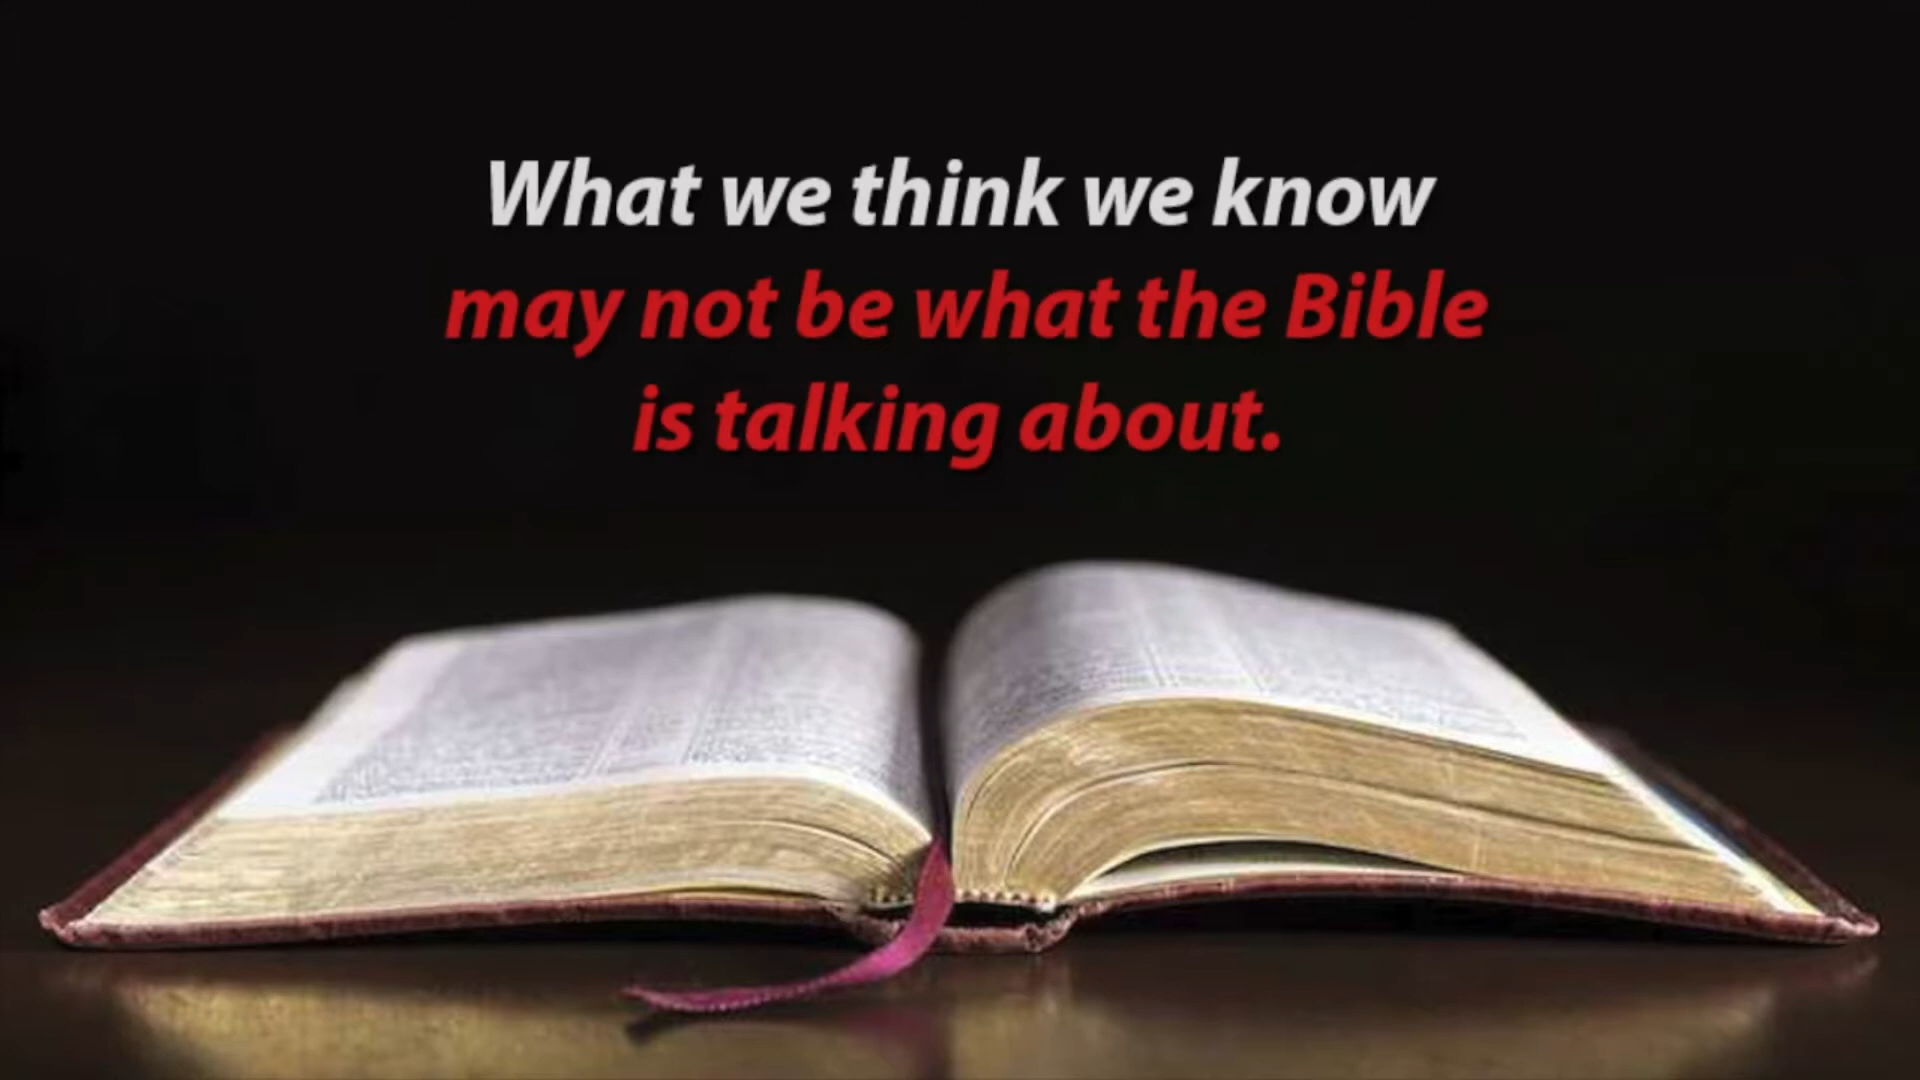 What we think we know
may not be what the Bible
is talking about.